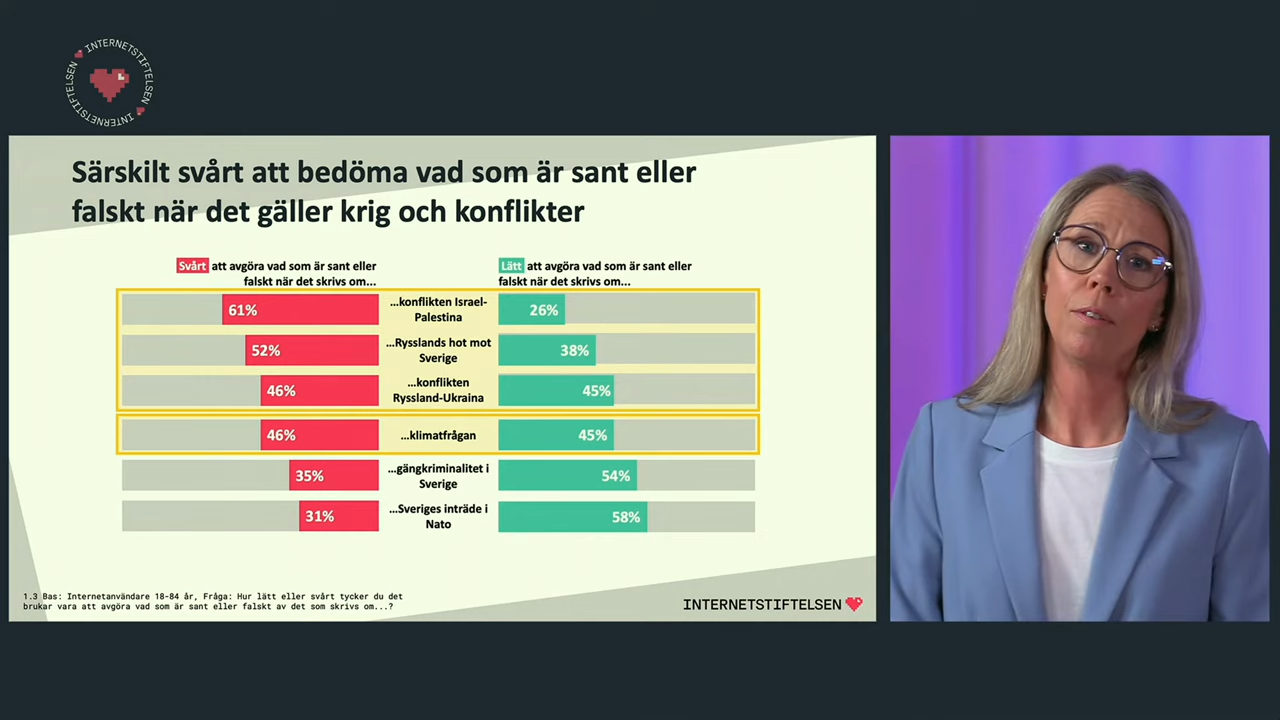 INTERNETSTIFTELSEN
INTERNETSTIFTELSEN
Särskilt svårt att bedöma vad som är sant eller
falskt när det gäller krig och konflikter
Svårt att avgöra vad som är sant eller
falskt när det skrivs om...
Lätt att avgöra vad som är sant eller
falskt när det skrivs om...
61%
...konflikten Israel-
Palestina
26%
52%
...Rysslands hot mot
Sverige
38%
46%
...konflikten
Ryssland-Ukraina
45%
46%
...klimatfrågan
45%
35%
...gängkriminalitet i
Sverige
54%
31%
...Sveriges inträde i
Nato
58%
1.3 Bas: Internetanvändare 18-84 år, Fråga: Hur lätt eller svårt tycker du det
brukar vara att avgöra vad som är sant eller falskt av det som skrivs om...?
INTERNETSTIFTELSEN